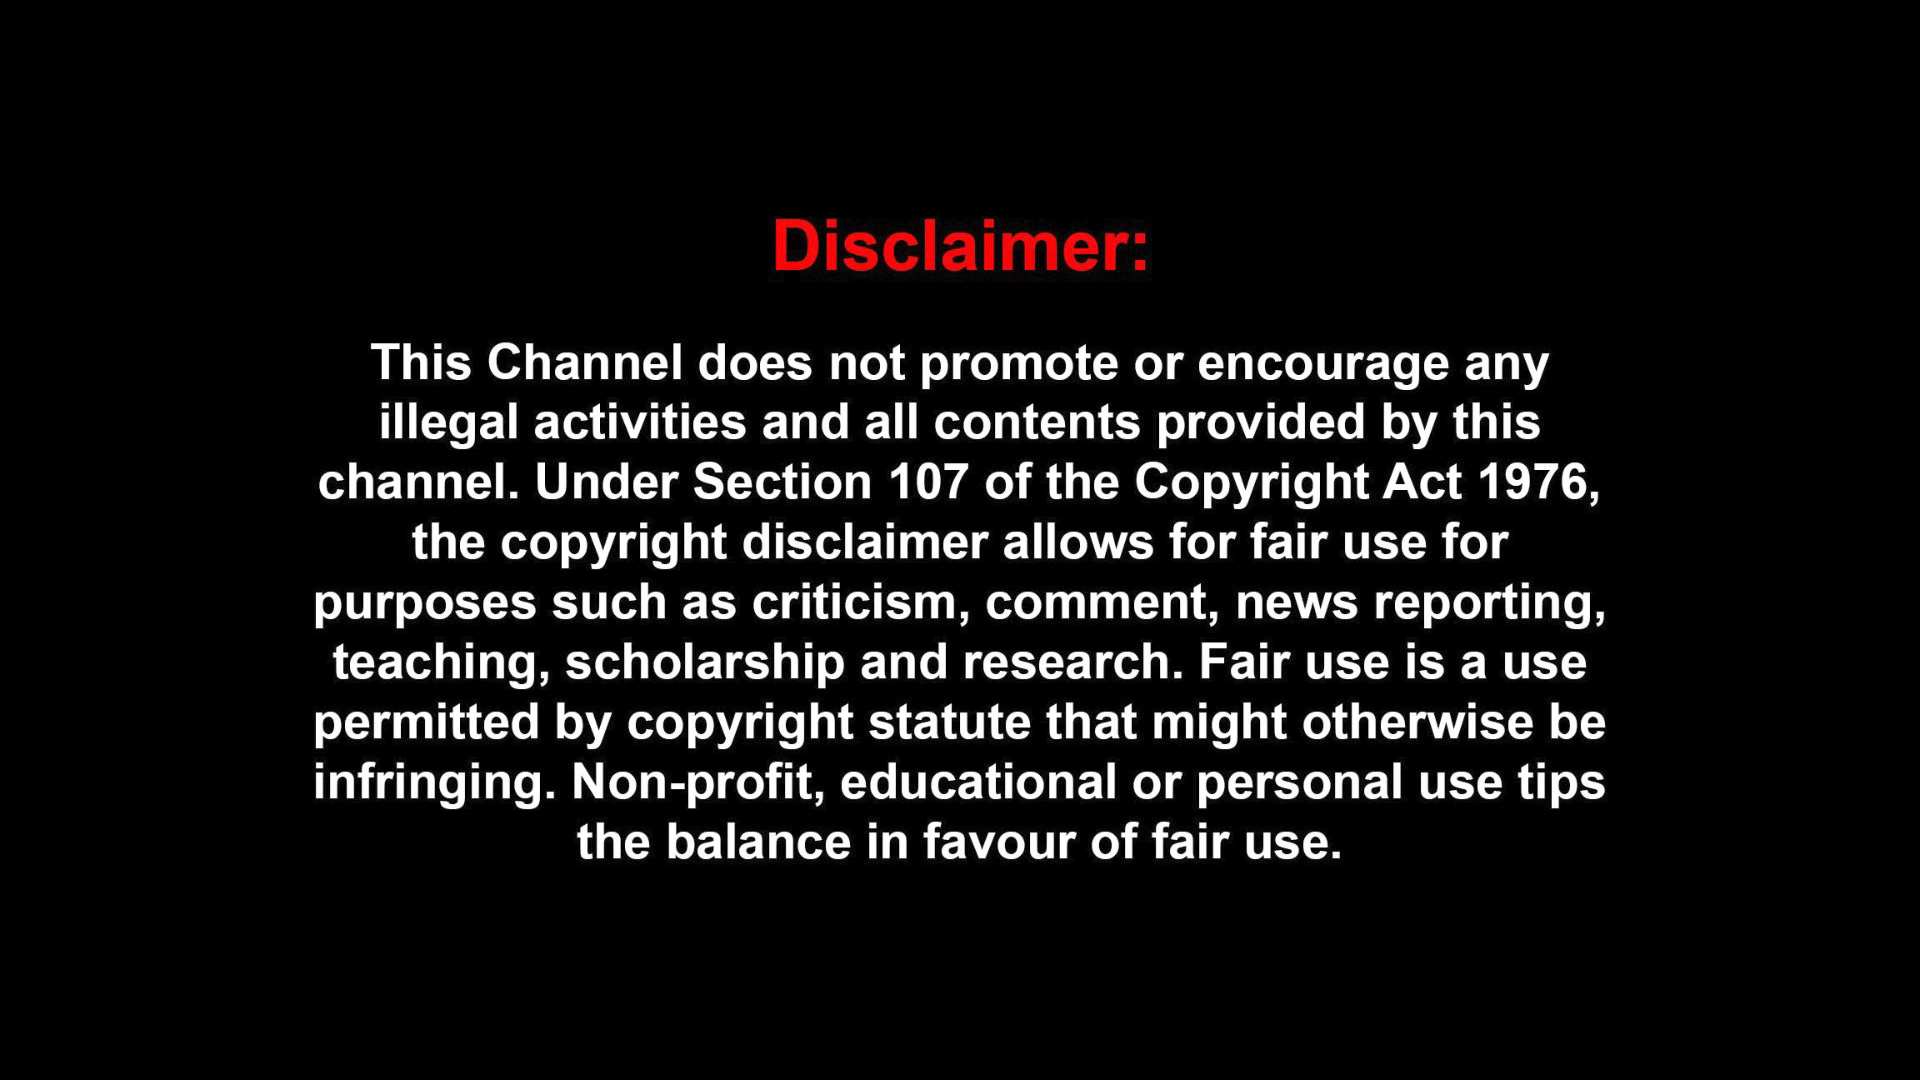 Disclaimer:
This Channel does not promote or encourage any
illegal activities and all contents provided by this
channel. Under Section 107 of the Copyright Act 1976,
the copyright disclaimer allows for fair use for
purposes such as criticism, comment, news reporting,
teaching, scholarship and research. Fair use is a use
permitted by copyright statute that might otherwise be
infringing. Non-profit, educational or personal use tips
the balance in favour of fair use.